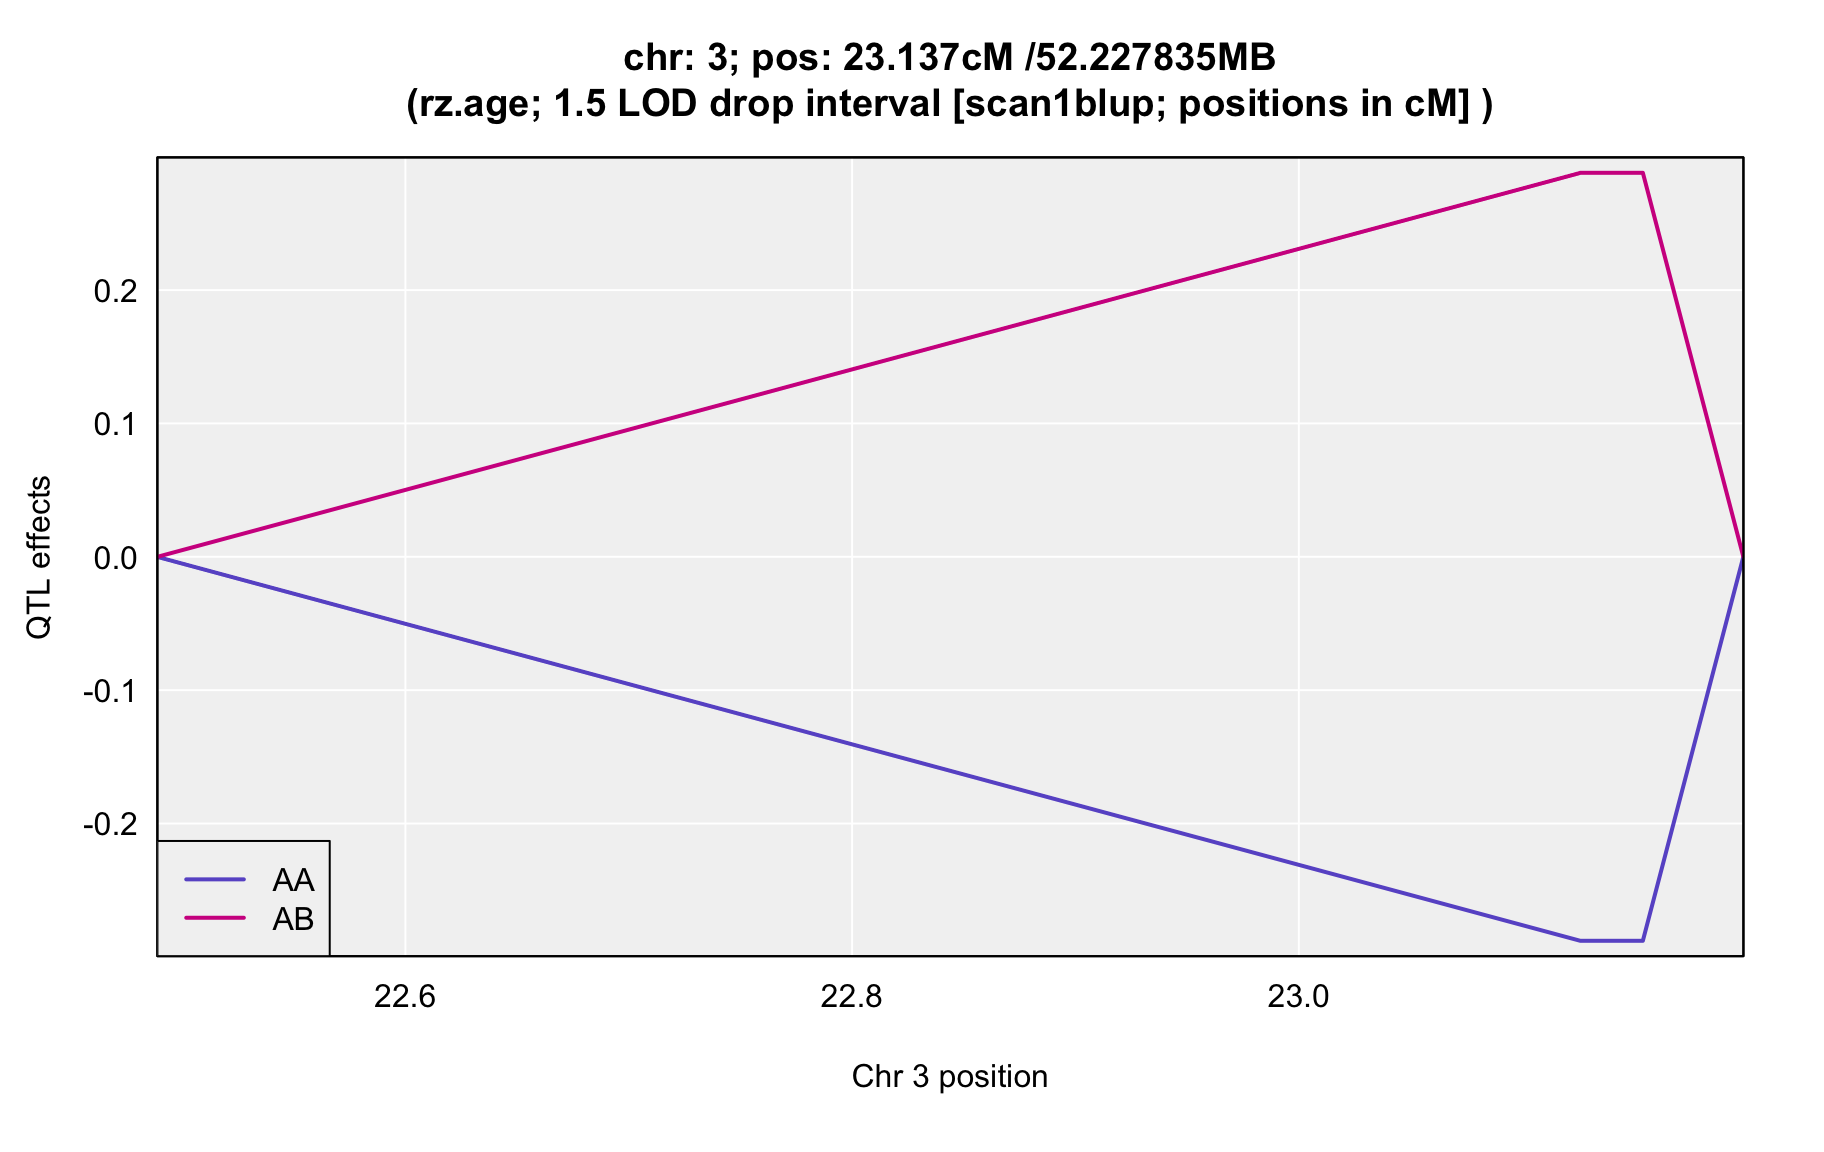 chr: 3; pos: 23.137cM /52.227835MB
(rz.age; 1.5 LOD drop interval [scan1blup; positions in cM] )
QTL effects
0.2
0.1
0.0
-0.1
-0.2
AA
AB
22.6
22.8
23.0
Chr 3 position